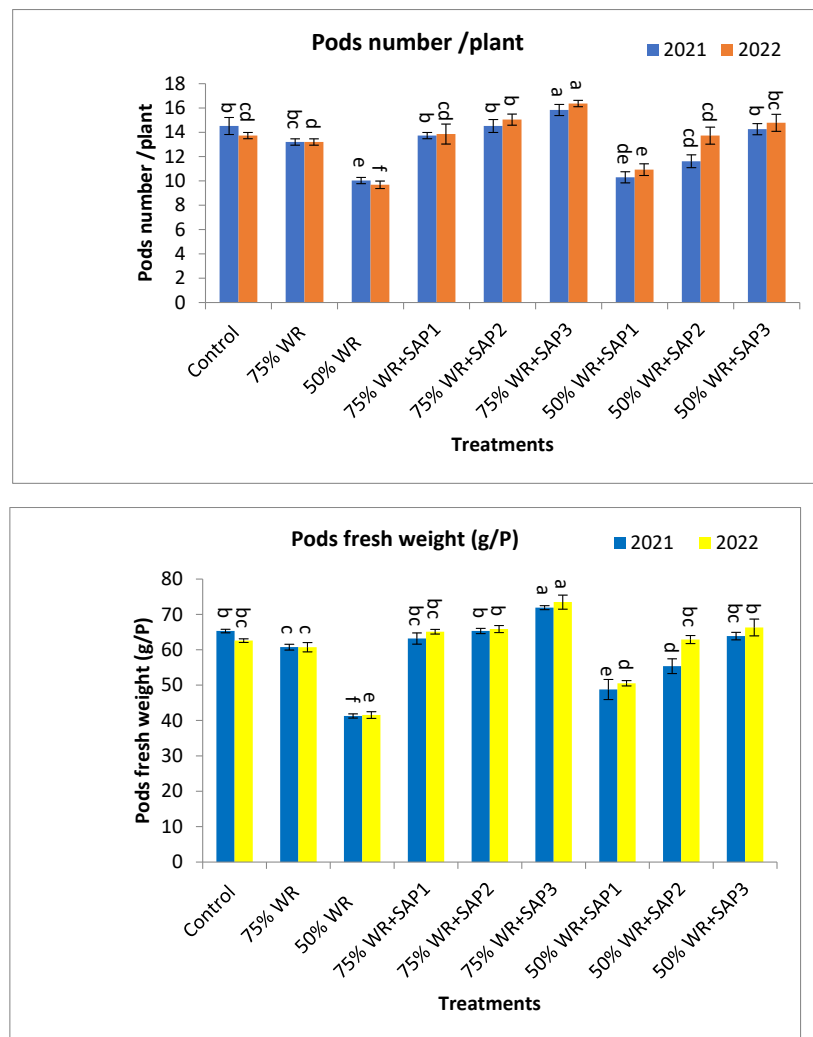 Pods number /plant
2021 2022
Pods number /plant
18
16
14
12
10
8
6
4
2
0
b cd bc d e f b cd b b a a de e cd cd b bc
Control 75% WR 50% WR 75% WR+SAP1 75% WR+SAP2 75% WR+SAP3 50% WR+SAP1 50% WR+SAP2 50% WR+SAP3
Treatments
Pods fresh weight (g/P)
2021 2022
Pods fresh weight (g/P)
80
70
60
50
40
30
20
10
0
b bc c c f e bc bc b b a a e d d bc bc b
Control 75% WR 50% WR 75% WR+SAP1 75% WR+SAP2 75% WR+SAP3 50% WR+SAP1 50% WR+SAP2 50% WR+SAP3
Treatments